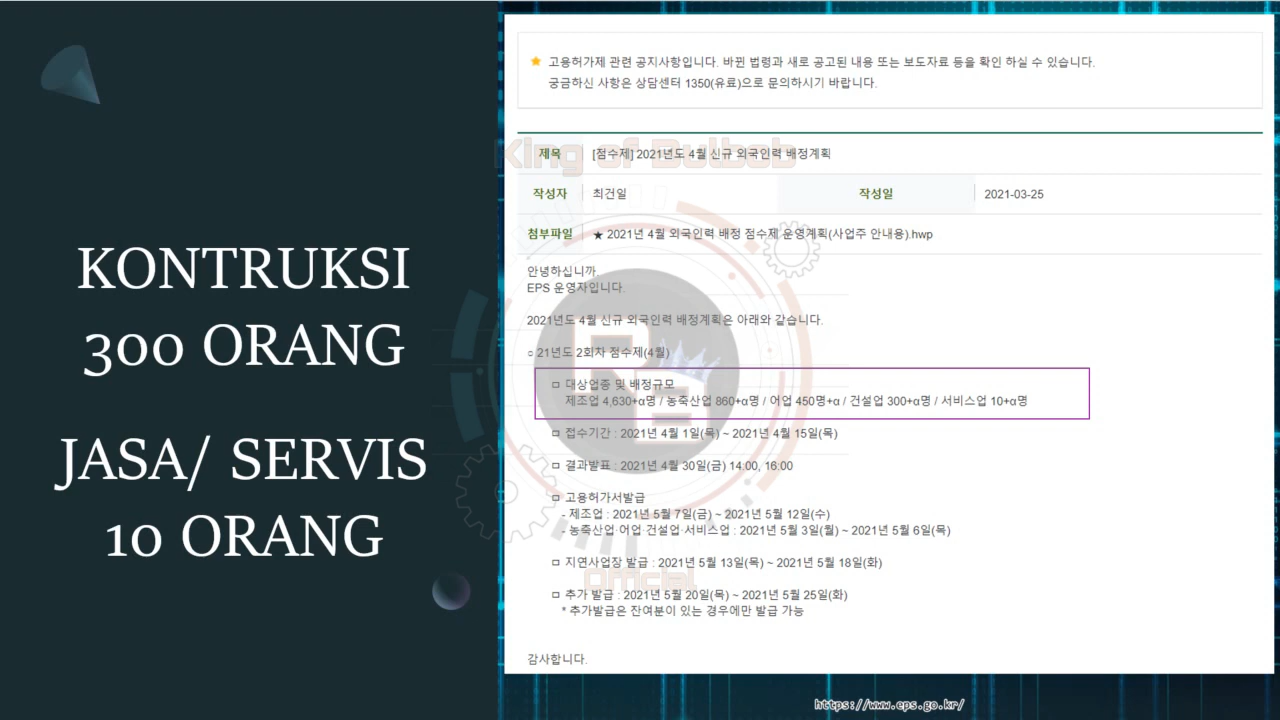 KONTRUKSI
300 ORANG
JASA/ SERVIS
10 ORANG
고용허가제 관련 공지사항입니다. 바뀐 법령과 새로 공고된 내용 또는 보도자료 등을 확인 하실 수 있습니다.
궁금하신 사항은 상담센터 1350(유료)으로 문의하시기 바랍니다.
King of Bulbob
제목 [점수제] 2021년도 4월 신규 외국인력 배정계획
작성자 최건일 작성일 2021-03-25
첨부파일 ★ 2021년 4월 외국인력 배정 점수제 운영계획(사업주 안내용).hwp
안녕하십니까.
EPS 운영자입니다.
2021년도 4월 신규 외국인력 배정계획은 아래와 같습니다.
○ 21년도 2회차 점수제(4월)
ㅁ 대상업종 및 배정규모
제조업 4,630+α명 / 농축산업 860+α명 / 어업 450명+α / 건설업 300+α명 / 서비스업 10+α명
ㅁ 접수기간 : 2021년 4월 1일(목) ~ 2021년 4월 15일(목)
ㅁ 결과발표 : 2021년 4월 30일(금) 14:00, 16:00
ㅁ 고용허가서발급
- 제조업 : 2021년 5월 7일(금) ~ 2021년 5월 12일(수)
- 농축산업·어업·건설업·서비스업 : 2021년 5월 3일(월) ~ 2021년 5월 6일(목)
ㅁ 지연사업장 발급 : 2021년 5월 13일(목) ~ 2021년 5월 18일(화)
Official
ㅁ 추가 발급 : 2021년 5월 20일(목) ~ 2021년 5월 25일(화)
* 추가발급은 잔여분이 있는 경우에만 발급 가능
감사합니다.
https://www.eps.go.kr/